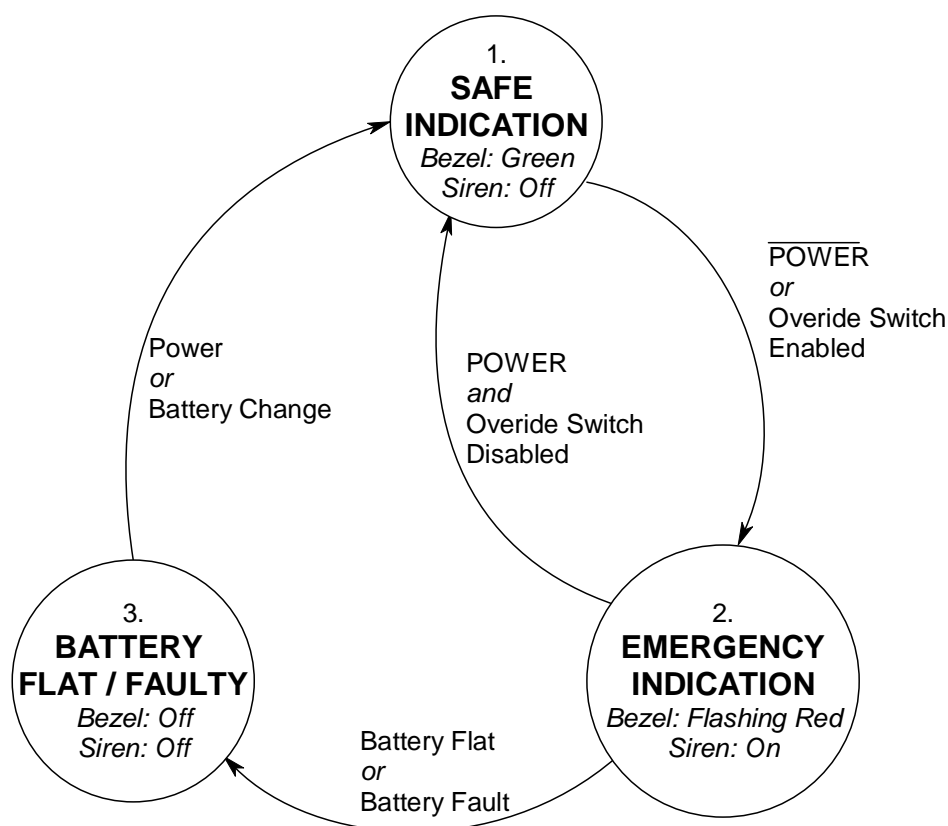 1.
SAFE
INDICATION
Bezel: Green
Siren: Off
POWER
or
Overide Switch
Enabled
Power
or
Battery Change
POWER
and
Overide Switch
Disabled
3.
BATTERY
FLAT / FAULTY
Bezel: Off
Siren: Off
2.
EMERGENCY
INDICATION
Bezel: Flashing Red
Siren: On
Battery Flat
or
Battery Fault